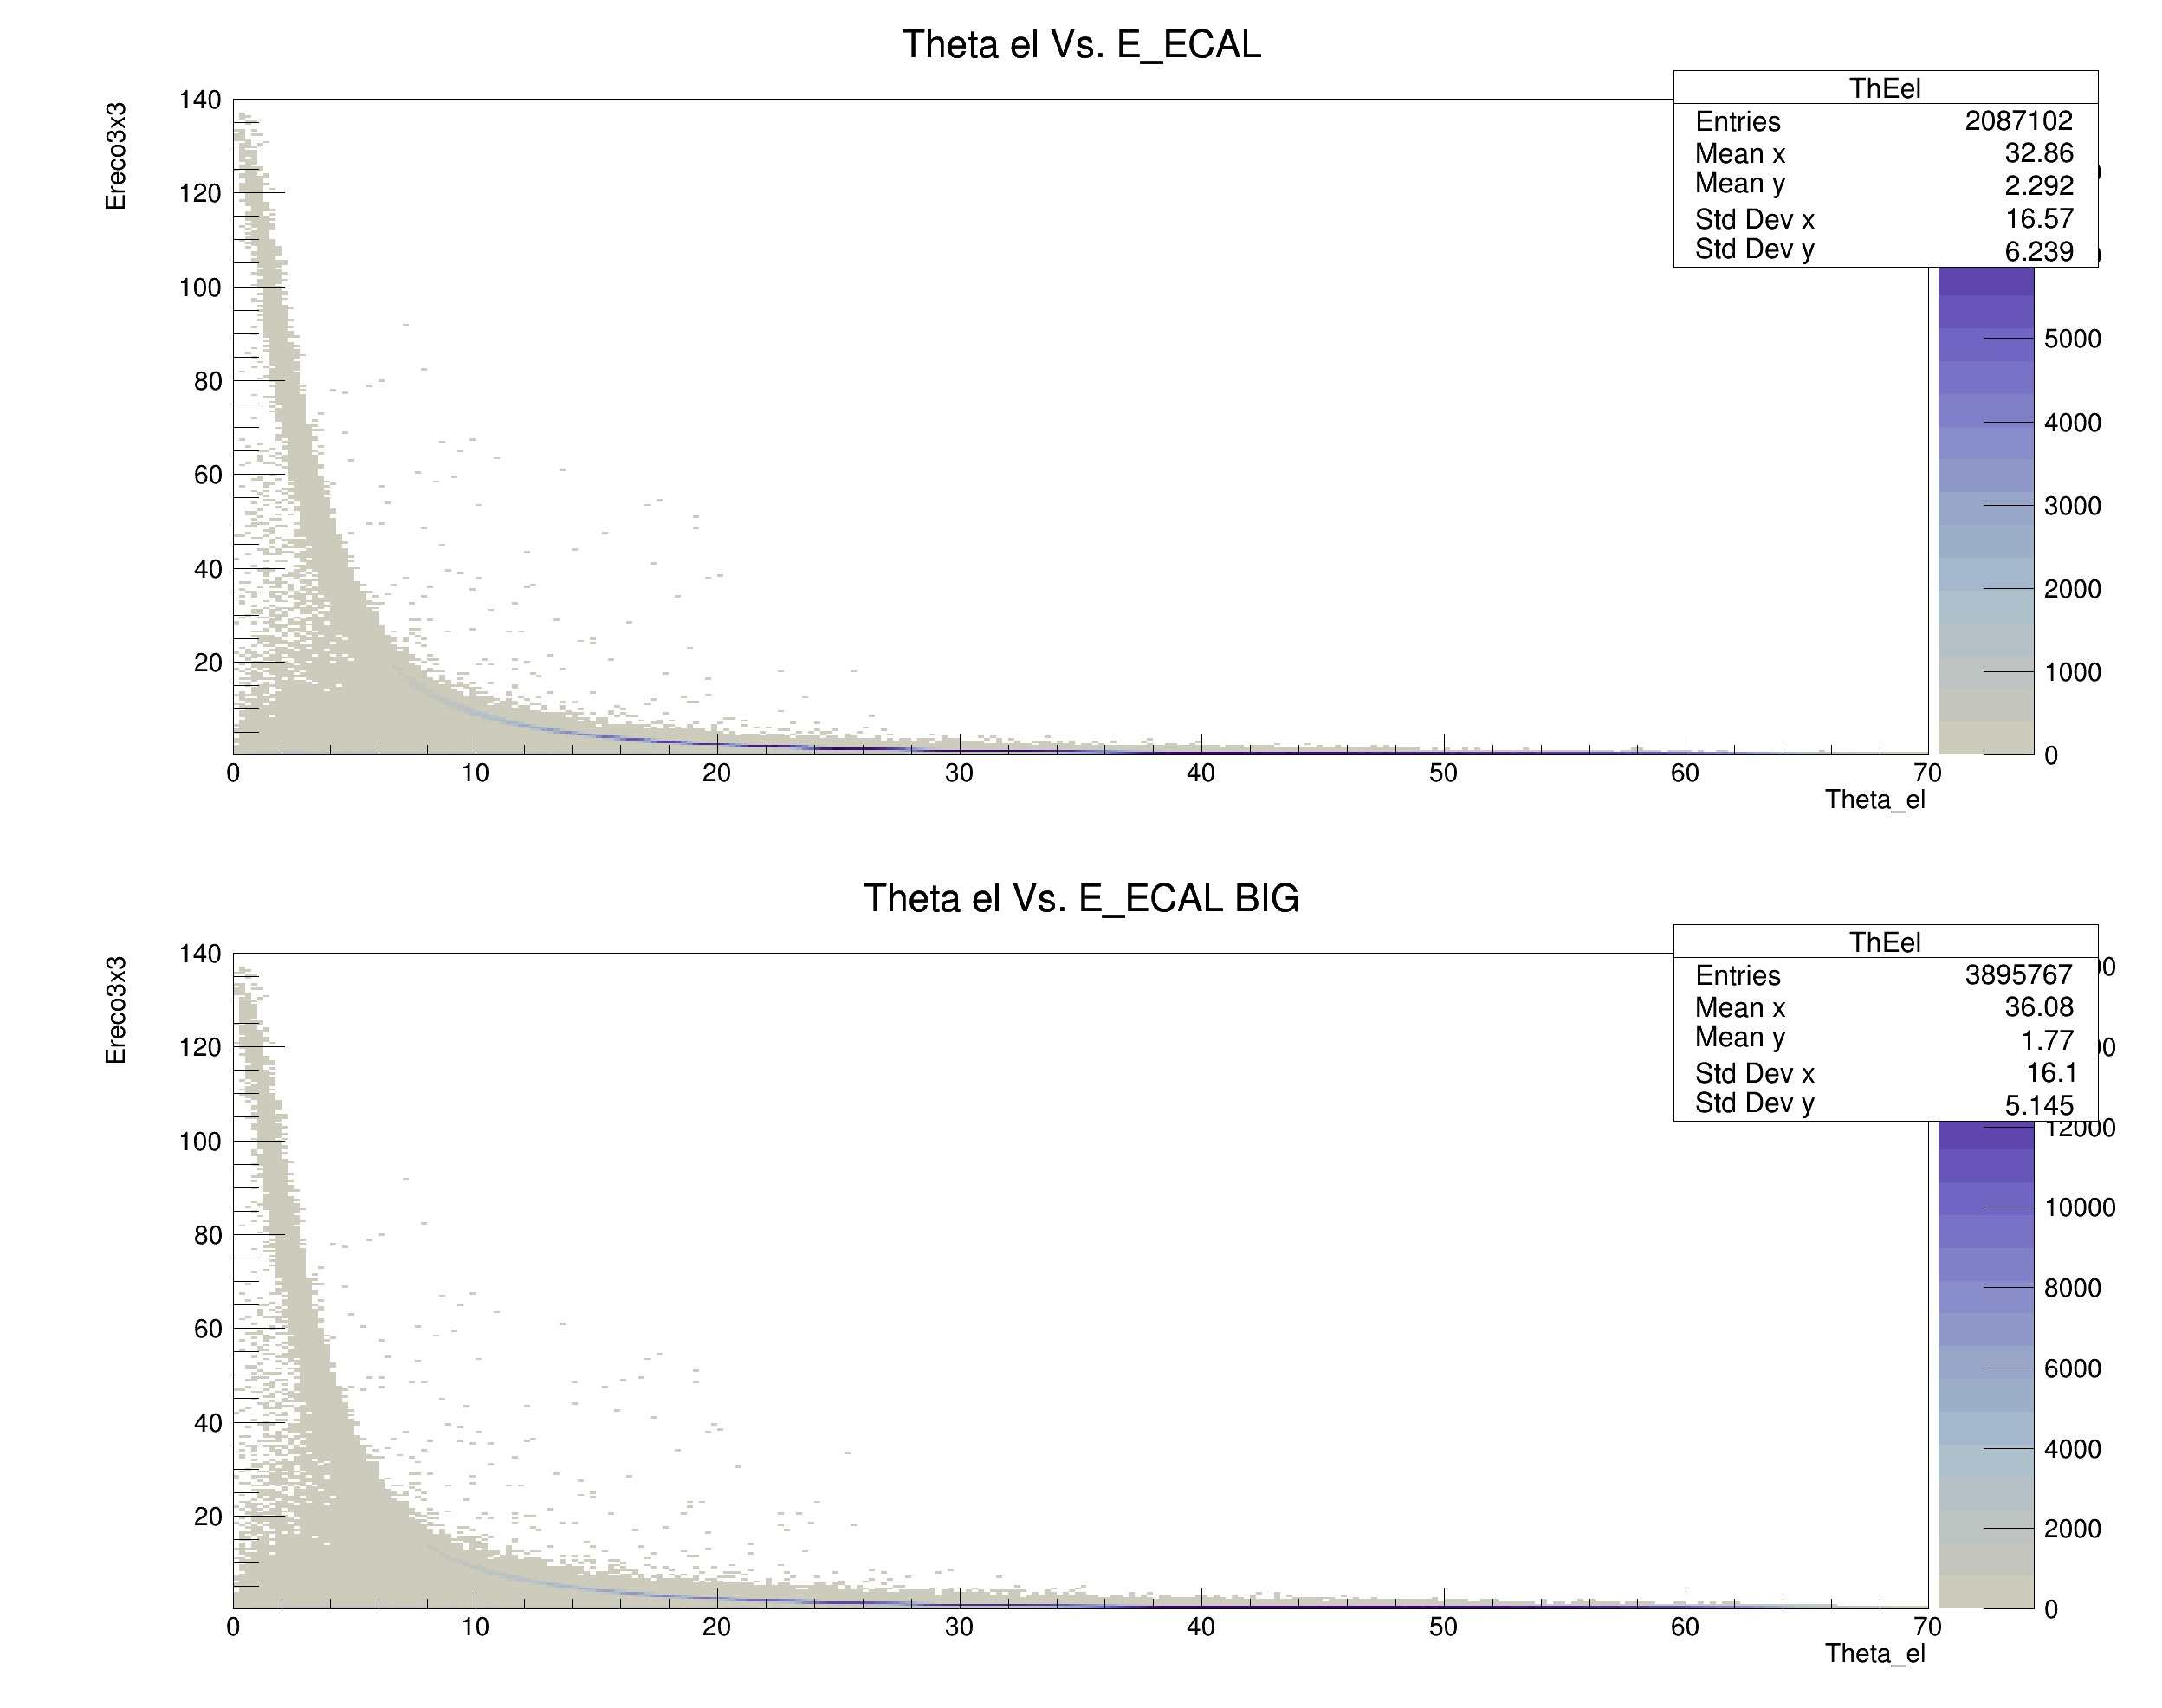 Theta el Vs. E_ECAL
ThEel
Entries 2087102
Mean x 32.86
Mean y 2.292
Std Dev x 16.57
Std Dev y 6.239
Ereco3x3
140
120
100
80
60
40
20
5000
4000
3000
2000
1000
0
0 10 20 30 40 50 60 70
Theta_el
Theta el Vs. E_ECAL BIG
ThEel
Entries 3895767
Mean x 36.08
Mean y 1.77
Std Dev x 16.1
Std Dev y 5.145
Ereco3x3
140
120
100
80
60
40
20
12000
10000
8000
6000
4000
2000
0
0 10 20 30 40 50 60 70
Theta_el